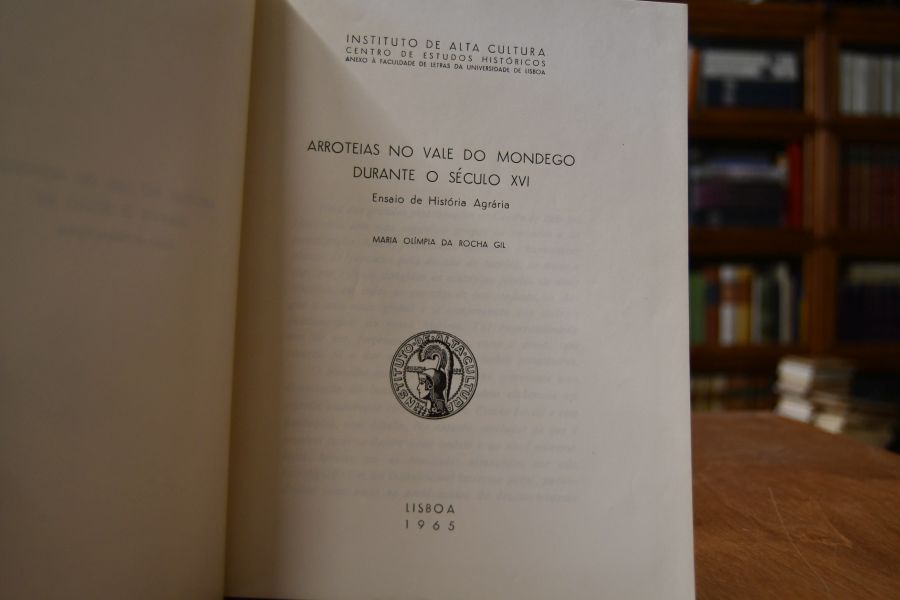 INSTITUTO DE ALTA CULTURA
CENTRO DE ESTUDOS HISTÓRICOS
ANEXO À FACULDADE DE LETRAS DA UNIVERSIDADE DE LISBOA
ARROTEIAS NO VALE DO MONDEGO
DURANTE O SÉCULO XVI
Ensaio de História Agrária
MARIA OLÍMPIA DA ROCHA GIL
INSTITUTO·DE·ALTA·CULTURA
LISBOA
1965